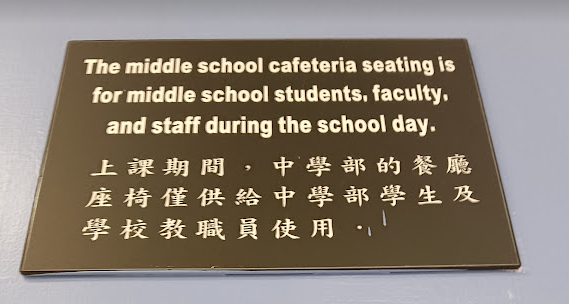 The middle school cafeteria seating is
for middle school students, faculty,
and staff during the school day.
上課期間，中學部的餐廳
座椅僅供給中學部學生及
學校教職員使用．